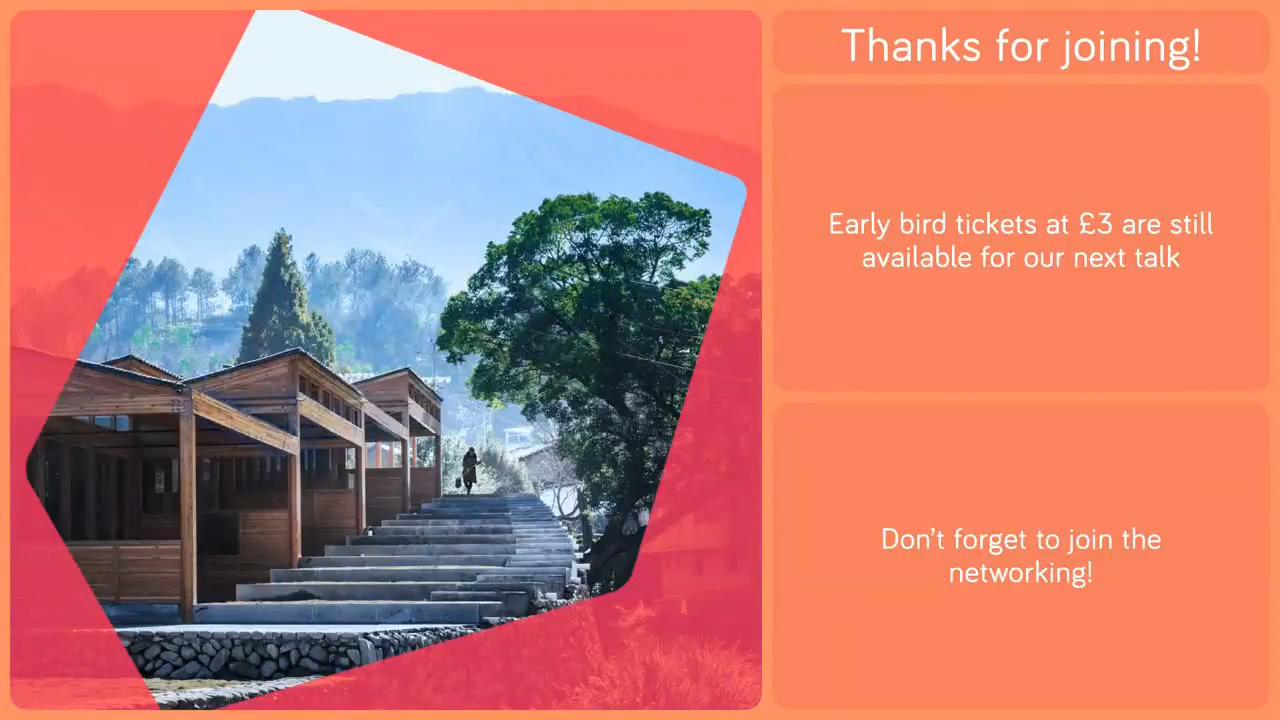 Thanks for joining!
Early bird tickets at £3 are still
available for our next talk
Don't forget to join the
networking!